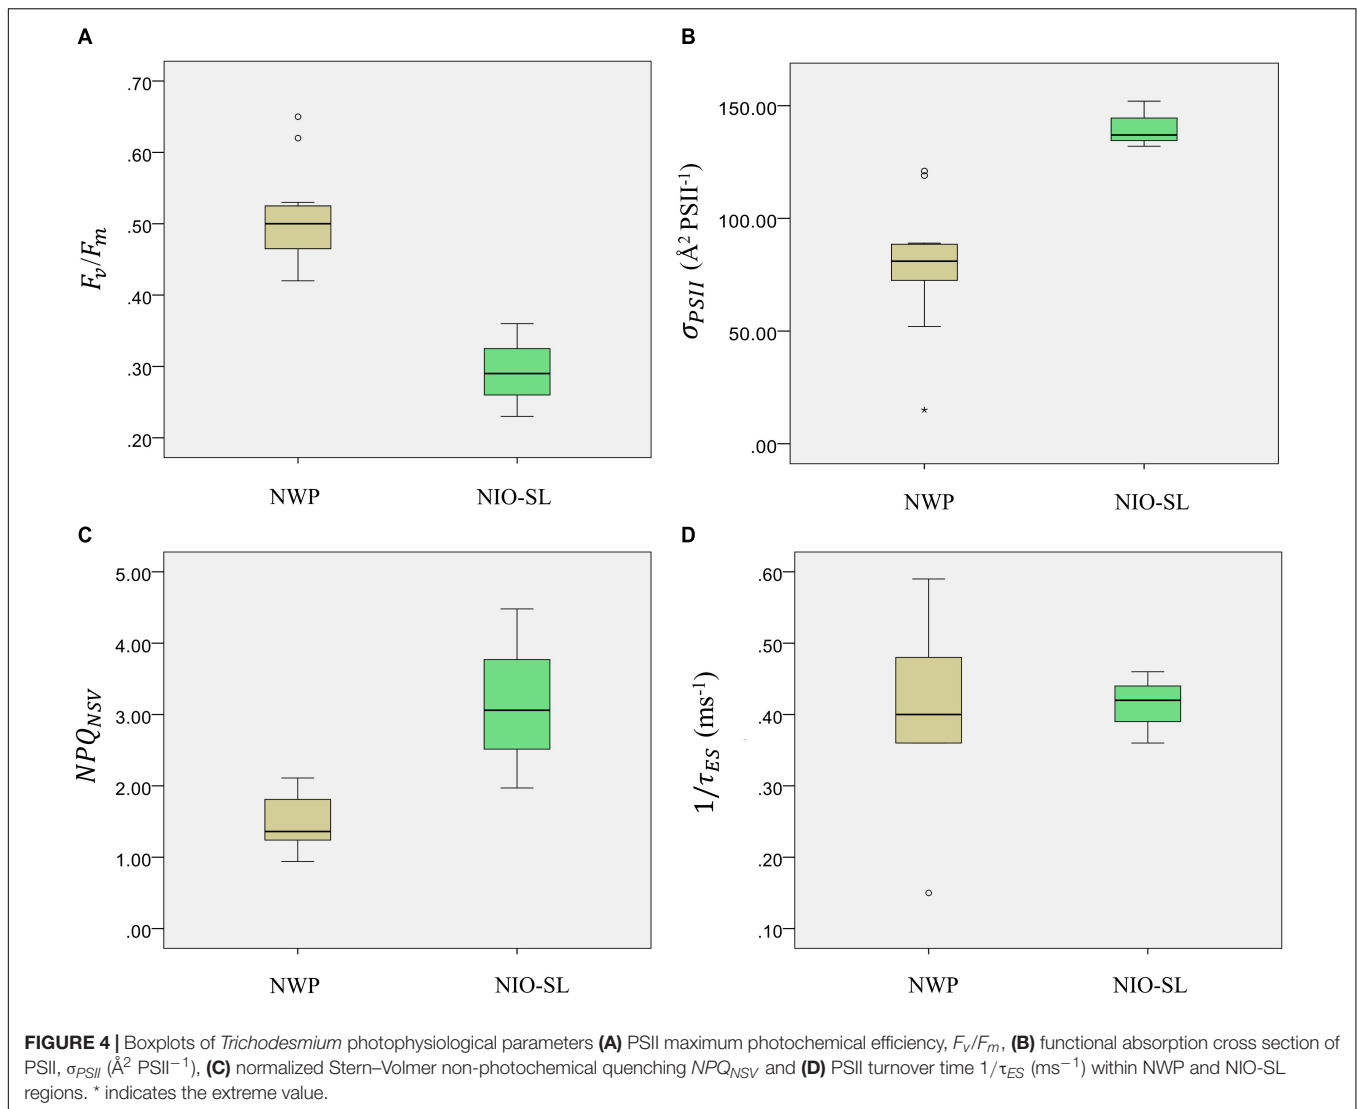 A
.70
.60
.50
.40
.30
.20
Fv/Fm
NWP
NIO-SL
B
150.00
100.00
50.00
.00
σPSII (Å² PSII⁻¹)
*
NWP
NIO-SL
C
5.00
4.00
3.00
2.00
1.00
.00
NPQNSV
NWP
NIO-SL
D
.60
.50
.40
.30
.20
.10
1/τES (ms⁻¹)
NWP
NIO-SL
FIGURE 4 | Boxplots of Trichodesmium photophysiological parameters (A) PSII maximum photochemical efficiency, Fv/Fm, (B) functional absorption cross section of
PSII, σPSII (Å² PSII⁻¹), (C) normalized Stern–Volmer non-photochemical quenching NPQNSV and (D) PSII turnover time 1/τES (ms⁻¹) within NWP and NIO-SL
regions. * indicates the extreme value.